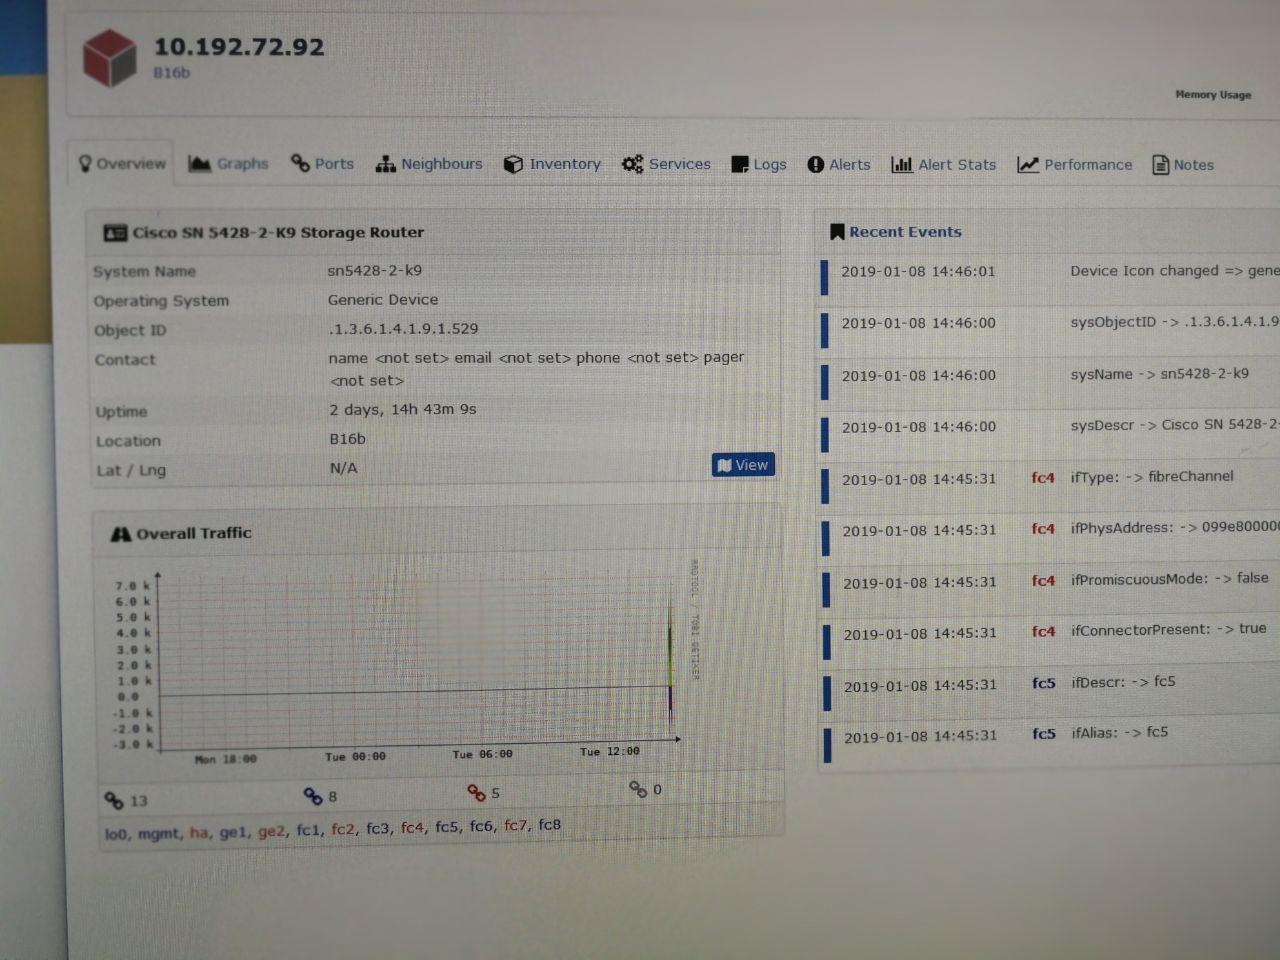 10.192.72.92
B16b
Memory Usage
Overview Graphs Ports Neighbours Inventory Services Logs Alerts Alert Stats Performance Notes
Cisco SN 5428-2-K9 Storage Router
System Name sn5428-2-k9
Operating System Generic Device
Object ID .1.3.6.1.4.1.9.1.529
Contact name <not set> email <not set> phone <not set> pager
<not set>
Uptime 2 days, 14h 43m 9s
Location B16b
Lat / Lng N/A View
Overall Traffic
7.0 k
6.0 k
5.0 k
4.0 k
3.0 k
2.0 k
1.0 k
0.0
-1.0 k
-2.0 k
-3.0 k
Mon 18:00 Tue 00:00 Tue 06:00 Tue 12:00
RRDTOOL / TOBI OETIKER
13 8 5 0
lo0, mgmt, ha, ge1, ge2, fc1, fc2, fc3, fc4, fc5, fc6, fc7, fc8
Recent Events
2019-01-08 14:46:01 Device Icon changed => gene
2019-01-08 14:46:00 sysObjectID -> .1.3.6.1.4.1.9
2019-01-08 14:46:00 sysName -> sn5428-2-k9
2019-01-08 14:46:00 sysDescr -> Cisco SN 5428-2-
2019-01-08 14:45:31 fc4 ifType: -> fibreChannel
2019-01-08 14:45:31 fc4 ifPhysAddress: -> 099e800000
2019-01-08 14:45:31 fc4 ifPromiscuousMode: -> false
2019-01-08 14:45:31 fc4 ifConnectorPresent: -> true
2019-01-08 14:45:31 fc5 ifDescr: -> fc5
2019-01-08 14:45:31 fc5 ifAlias: -> fc5